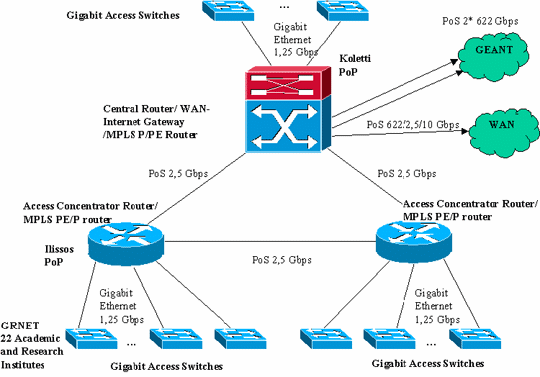 Gigabit Access Switches
...
Gigabit
Ethernet
1,25 Gbps
PoS 2* 622 Gbps
GEANT
Koletti
PoP
Central Router/ WAN-
Internet Gateway
/MPLS P/PE Router
PoS 622/2,5/10 Gbps
WAN
PoS 2,5 Gbps
PoS 2,5 Gbps
Access Concentrator Router/
MPLS PE/P router
Access Concentrator Router/
MPLS PE/P router
Ilissos
PoP
PoS 2,5 Gbps
Gigabit
Ethernet
1,25 Gbps
Gigabit
Ethernet
1,25 Gbps
GRNET
22 Academic
and Research
Institutes
...
...
Gigabit Access Switches
Gigabit Access Switches